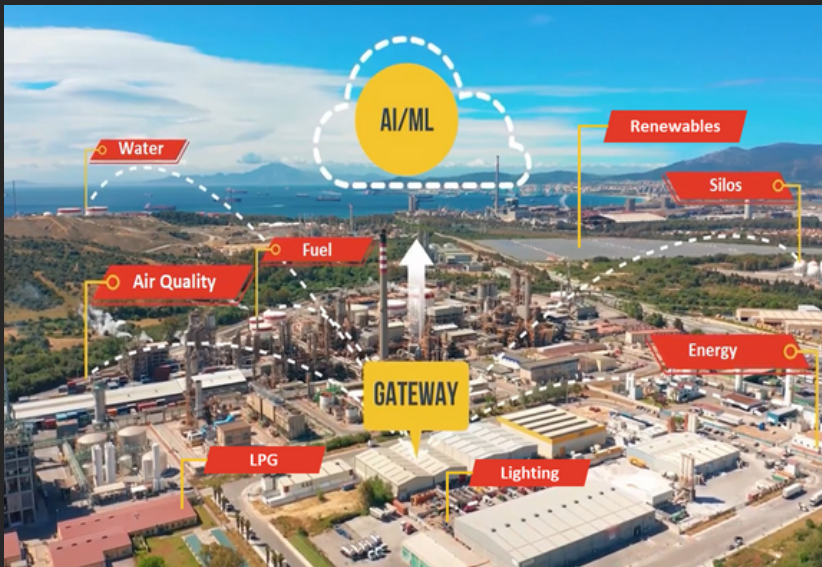 AI/ML
Renewables
Water
Silos
Fuel
Air Quality
Energy
GATEWAY
LPG
Lighting